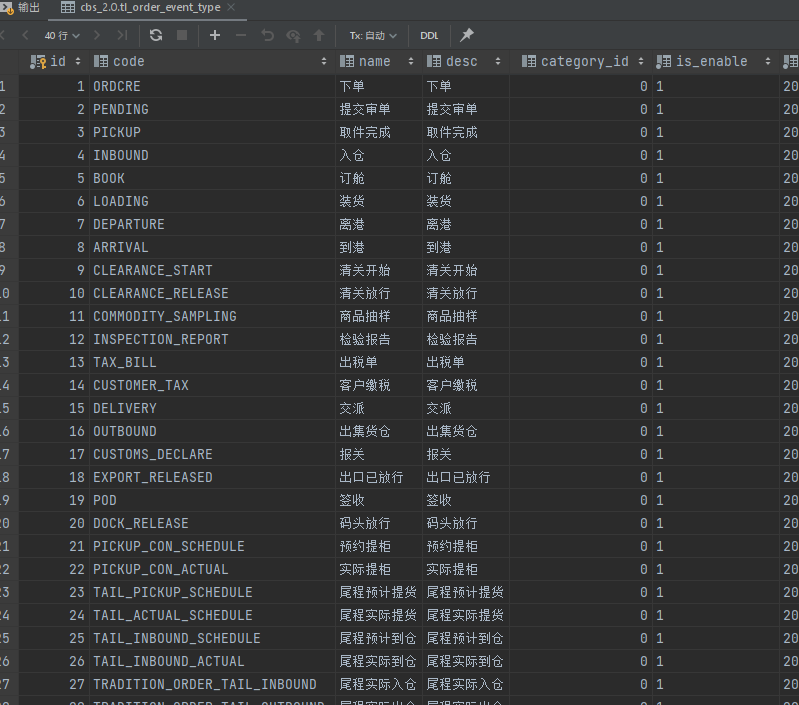 输出 cbs_2.0.tl_order_event_type
40 行 Tx: 自动 DDL
id code name desc category_id is_enable
1 1 ORDCRE 下单 下单 0 1 20
2 2 PENDING 提交审单 提交审单 0 1 20
3 3 PICKUP 取件完成 取件完成 0 1 20
4 4 INBOUND 入仓 入仓 0 1 20
5 5 BOOK 订舱 订舱 0 1 20
6 6 LOADING 装货 装货 0 1 20
7 7 DEPARTURE 离港 离港 0 1 20
8 8 ARRIVAL 到港 到港 0 1 20
9 9 CLEARANCE_START 清关开始 清关开始 0 1 20
0 10 CLEARANCE_RELEASE 清关放行 清关放行 0 1 20
1 11 COMMODITY_SAMPLING 商品抽样 商品抽样 0 1 20
2 12 INSPECTION_REPORT 检验报告 检验报告 0 1 20
3 13 TAX_BILL 出税单 出税单 0 1 20
4 14 CUSTOMER_TAX 客户缴税 客户缴税 0 1 20
5 15 DELIVERY 交派 交派 0 1 20
16 16 OUTBOUND 出集货仓 出集货仓 0 1 20
17 17 CUSTOMS_DECLARE 报关 报关 0 1 20
18 18 EXPORT_RELEASED 出口已放行 出口已放行 0 1 20
19 19 POD 签收 签收 0 1 20
20 20 DOCK_RELEASE 码头放行 码头放行 0 1 20
21 21 PICKUP_CON_SCHEDULE 预约提柜 预约提柜 0 1 20
22 22 PICKUP_CON_ACTUAL 实际提柜 实际提柜 0 1 20
23 23 TAIL_PICKUP_SCHEDULE 尾程预计提货 尾程预计提货 0 1 20
24 24 TAIL_ACTUAL_SCHEDULE 尾程实际提货 尾程实际提货 0 1 20
25 25 TAIL_INBOUND_SCHEDULE 尾程预计到仓 尾程预计到仓 0 1 20
26 26 TAIL_INBOUND_ACTUAL 尾程实际到仓 尾程实际到仓 0 1 20
27 27 TRADITION_ORDER_TAIL_INBOUND 尾程实际入仓 尾程实际入仓 0 1 20